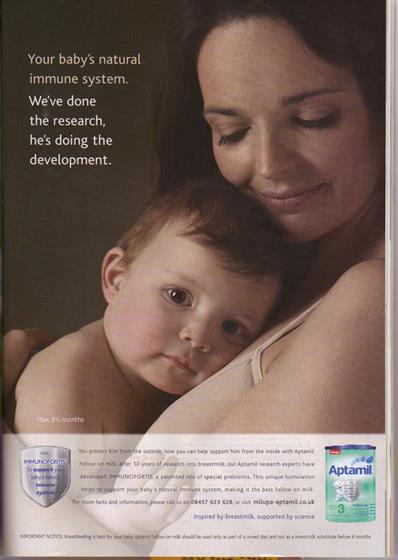 Your baby's natural
immune system.
We've done
the research,
he's doing the
development.
Max, 8½ months
IMMUNOFORTIS
To support your
baby's natural
immune
system
You protect him from the outside, now you can help support him from the inside with Aptamil
follow on milk. After 30 years of research into breastmilk, our Aptamil research experts have
developed IMMUNOFORTIS, a patented mix of special prebiotics. This unique formulation
helps to support your baby's natural immune system, making it the best follow on milk.
For more facts and information, please call us on 08457 623 628, or visit milupa-aptamil.co.uk
Inspired by breastmilk, supported by science
Aptamil
3
IMPORTANT NOTICE: Breastfeeding is best for your baby. Aptamil follow on milk should be used only as part of a mixed diet and not as a breastmilk substitute before 6 months.